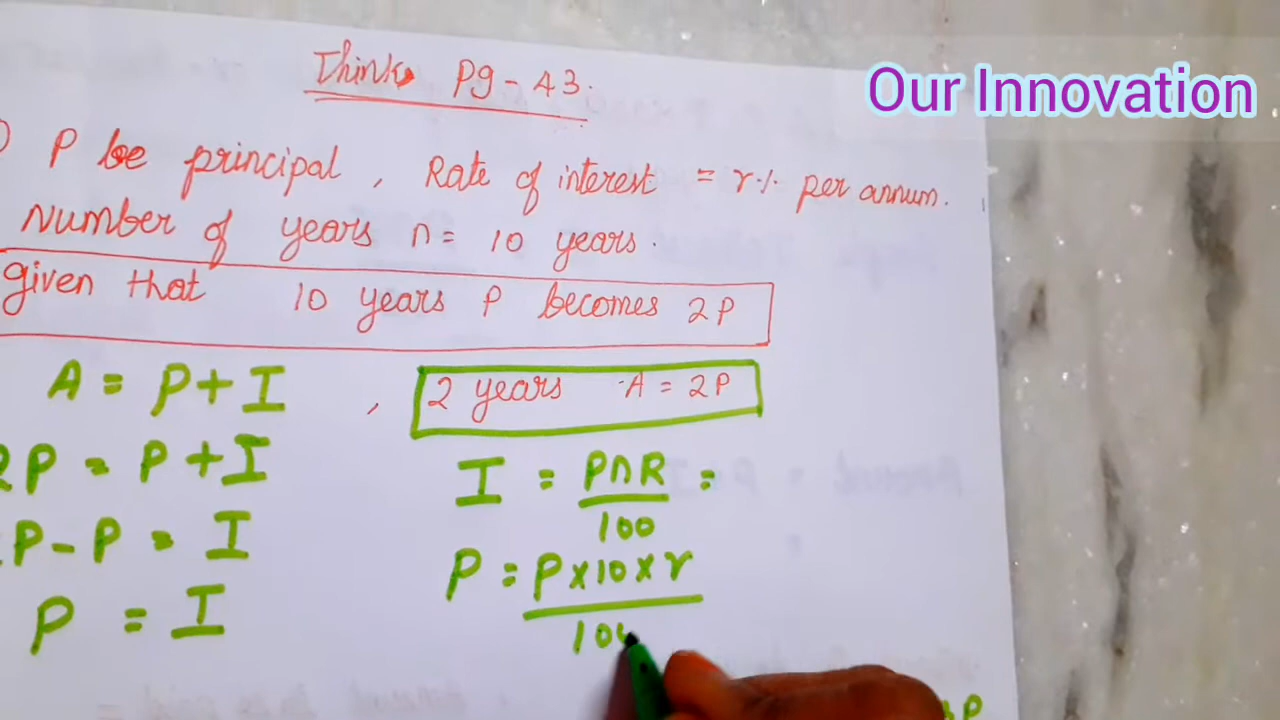 Our Innovation
Think Pg - 43.
) P be principal , Rate of interest = r% per annum.
Number of years n = 10 years.
given that 10 years P becomes 2P
A = P + I , 2 years A = 2P
2P = P + I
P - P = I
P = I
I = PnR/100 =
P = P x 10 x r/100
P